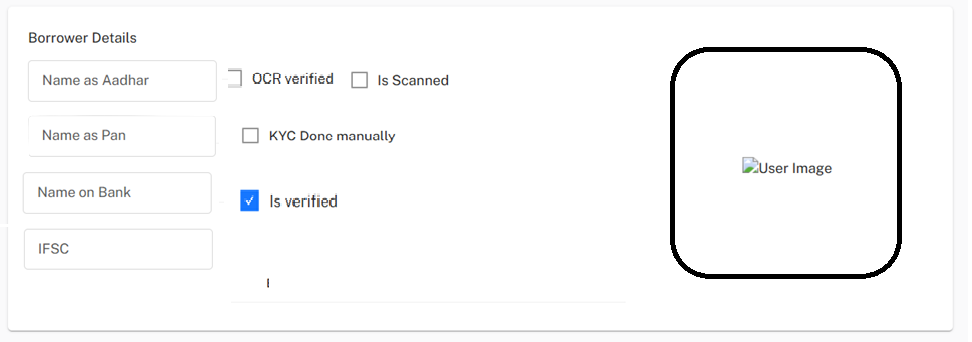 Borrower Details
Name as Aadhar OCR verified Is Scanned
Name as Pan KYC Done manually
User Image
Name on Bank Is verified
IFSC